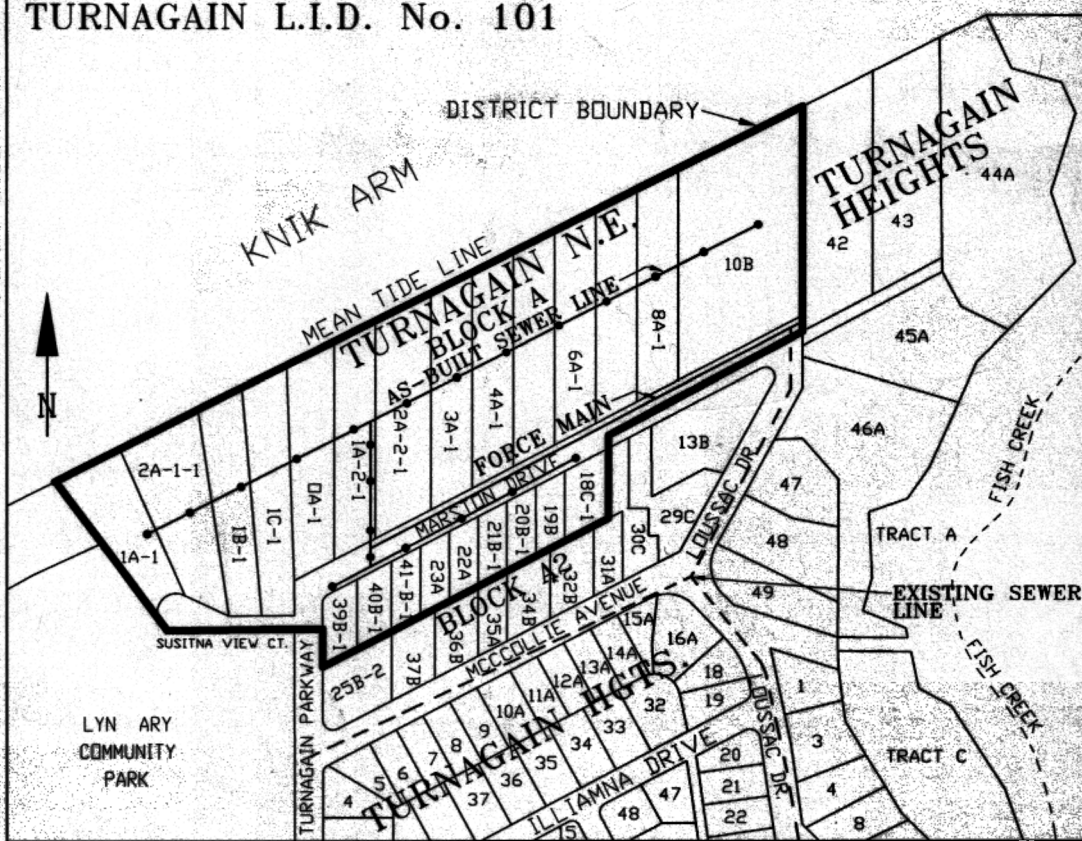 TURNAGAIN L.I.D. No. 101
DISTRICT BOUNDARY
KNIK ARM
MEAN TIDE LINE
TURNAGAIN N.E.
BLOCK A
AS-BUILT SEWER LINE
TURNAGAIN
HEIGHTS
44A
43
42
10B
8A-1
6A-1
4A-1
3A-1
2A-2-1
1A-2-1
0A-1
1C-1
1B-1
2A-1-1
1A-1
N
FORCE MAIN
MARSTON DRIVE
45A
46A
13B
47
48
49
29C
30C
LOUSSAC DR.
FISH CREEK
TRACT A
EXISTING SEWER
LINE
18C-1
19B
20B-1
21B-1
22A
23A
41-B-1
40B-1
39B-1
BLOCK 42
31A
32B
34B
35A
36B
37B
25B-2
MCCOLLIE AVENUE
SUSITNA VIEW CT.
TURNAGAIN PARKWAY
LYN ARY
COMMUNITY
PARK
15A
16A
14A
13A
12A
11A
10A
9
8
7
6
5
4
18
19
32
33
34
35
36
37
TURNAGAIN HGTS.
ILLIAMNA DRIVE
LOUSSAC DR.
FISH CREEK
1
3
4
8
TRACT C
20
21
22
47
48
15